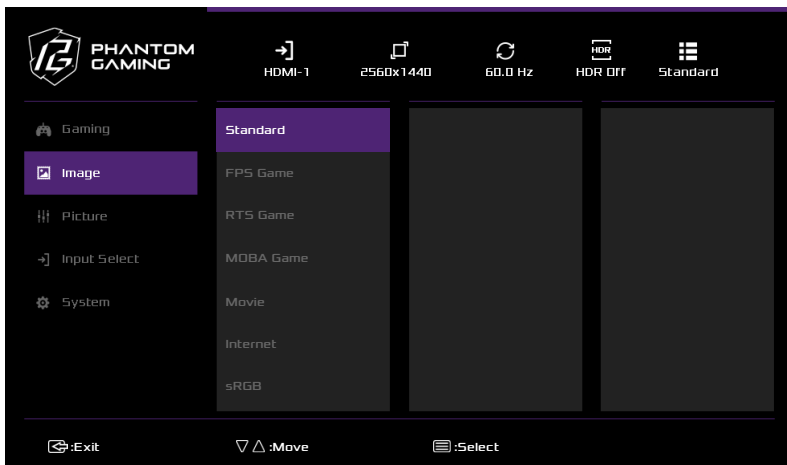 PHANTOM
GAMING
HDMI-1
2560x1440
60.0 Hz
HDR
HDR Off
Standard
Gaming
Image
Picture
Input Select
System
Standard
FPS Game
RTS Game
MOBA Game
Movie
Internet
sRGB
:Exit
:Move
:Select